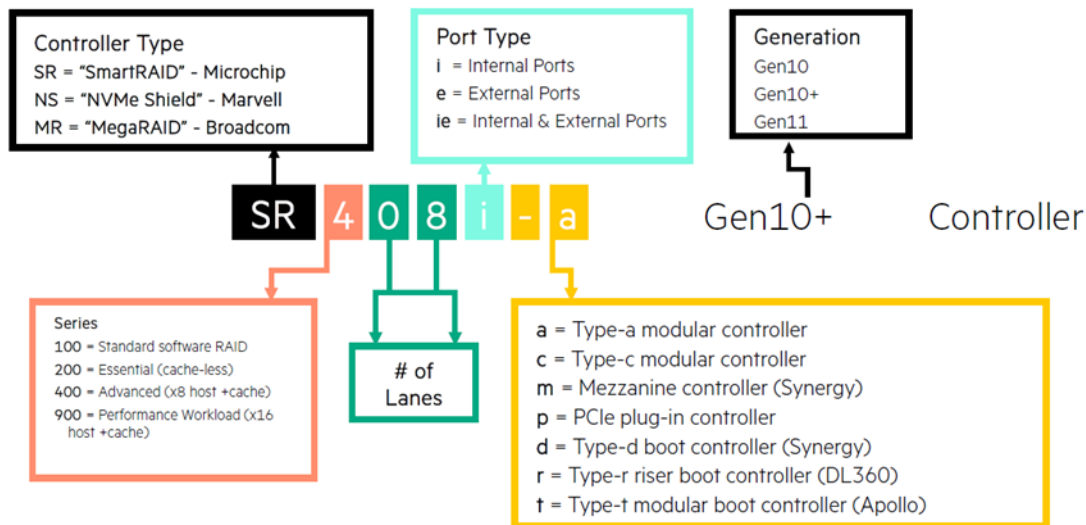 Controller Type
SR = “SmartRAID” - Microchip
NS = “NVMe Shield” - Marvell
MR = “MegaRAID” - Broadcom
Port Type
i = Internal Ports
e = External Ports
ie = Internal & External Ports
Generation
Gen10
Gen10+
Gen11
SR 4 0 8 i - a Gen10+ Controller
Series
100 = Standard software RAID
200 = Essential (cache-less)
400 = Advanced (x8 host +cache)
900 = Performance Workload (x16
host +cache)
# of
Lanes
a = Type-a modular controller
c = Type-c modular controller
m = Mezzanine controller (Synergy)
p = PCIe plug-in controller
d = Type-d boot controller (Synergy)
r = Type-r riser boot controller (DL360)
t = Type-t modular boot controller (Apollo)